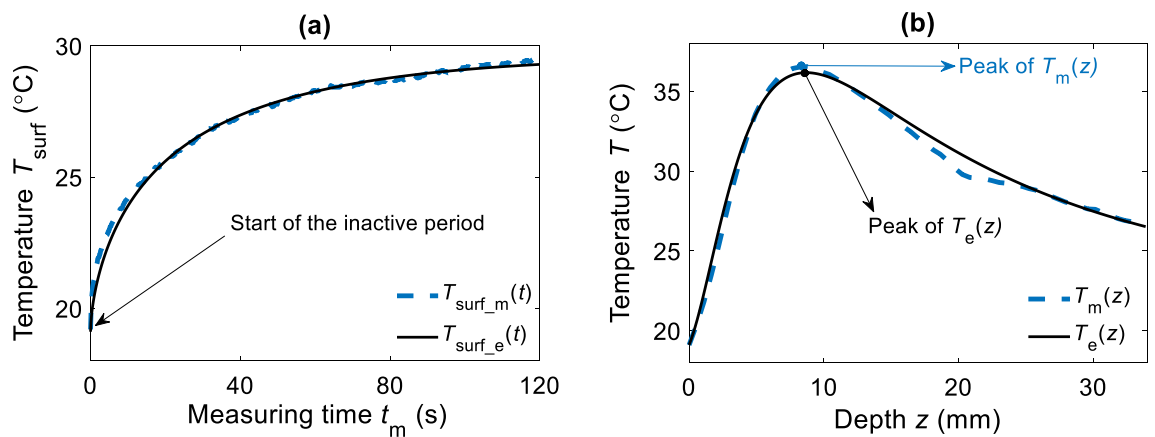 (a)
Temperature T_surf (°C)
30
25
20
Start of the inactive period
T_surf_m(t)
T_surf_e(t)
0
40
80
120
Measuring time t_m (s)
(b)
Temperature T (°C)
35
30
25
20
Peak of T_m(z)
Peak of T_e(z)
T_m(z)
T_e(z)
0
10
20
30
Depth z (mm)